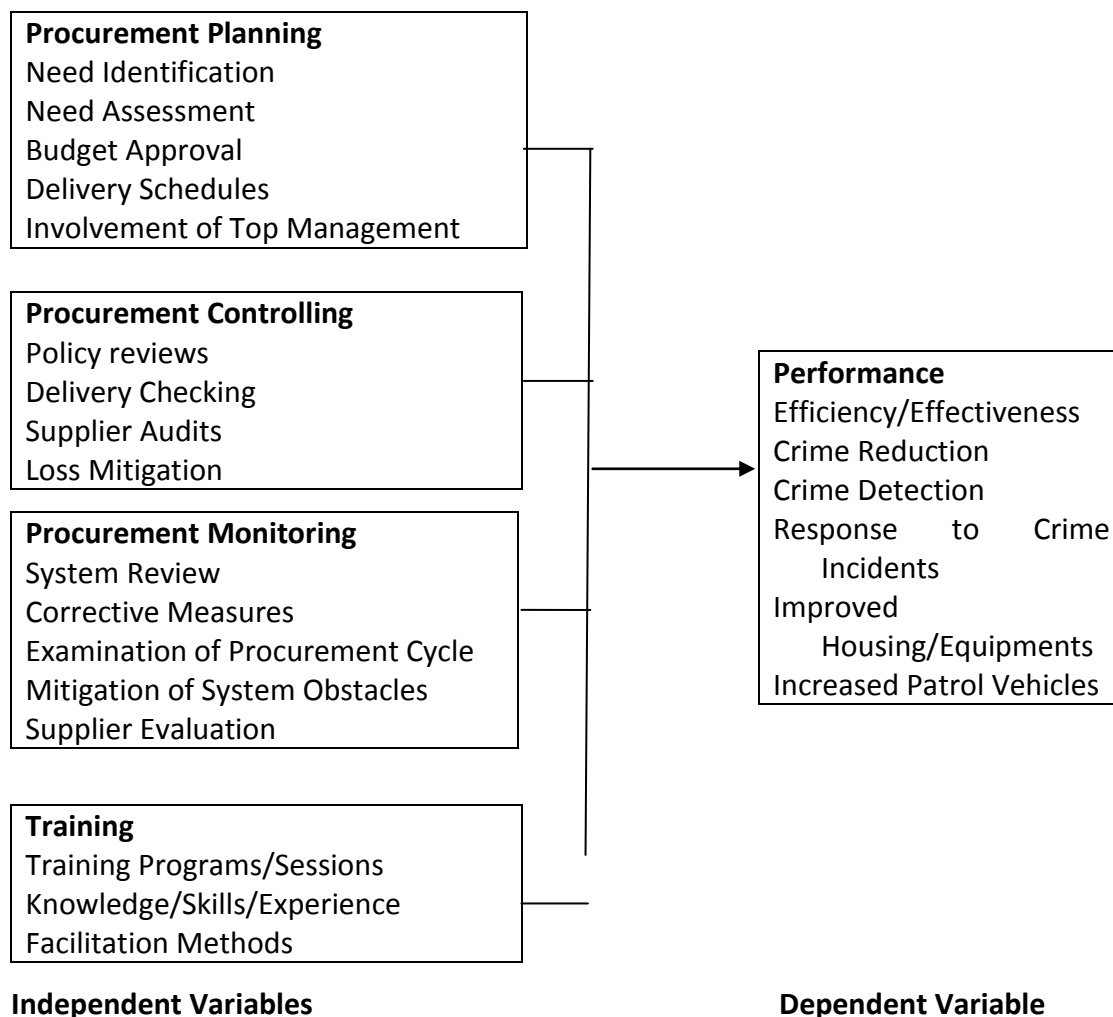 Procurement Planning
Need Identification
Need Assessment
Budget Approval
Delivery Schedules
Involvement of Top Management
Procurement Controlling
Policy reviews
Delivery Checking
Supplier Audits
Loss Mitigation
Procurement Monitoring
System Review
Corrective Measures
Examination of Procurement Cycle
Mitigation of System Obstacles
Supplier Evaluation
Training
Training Programs/Sessions
Knowledge/Skills/Experience
Facilitation Methods
Performance
Efficiency/Effectiveness
Crime Reduction
Crime Detection
Response to Crime
Incidents
Improved
Housing/Equipments
Increased Patrol Vehicles
Independent Variables
Dependent Variable